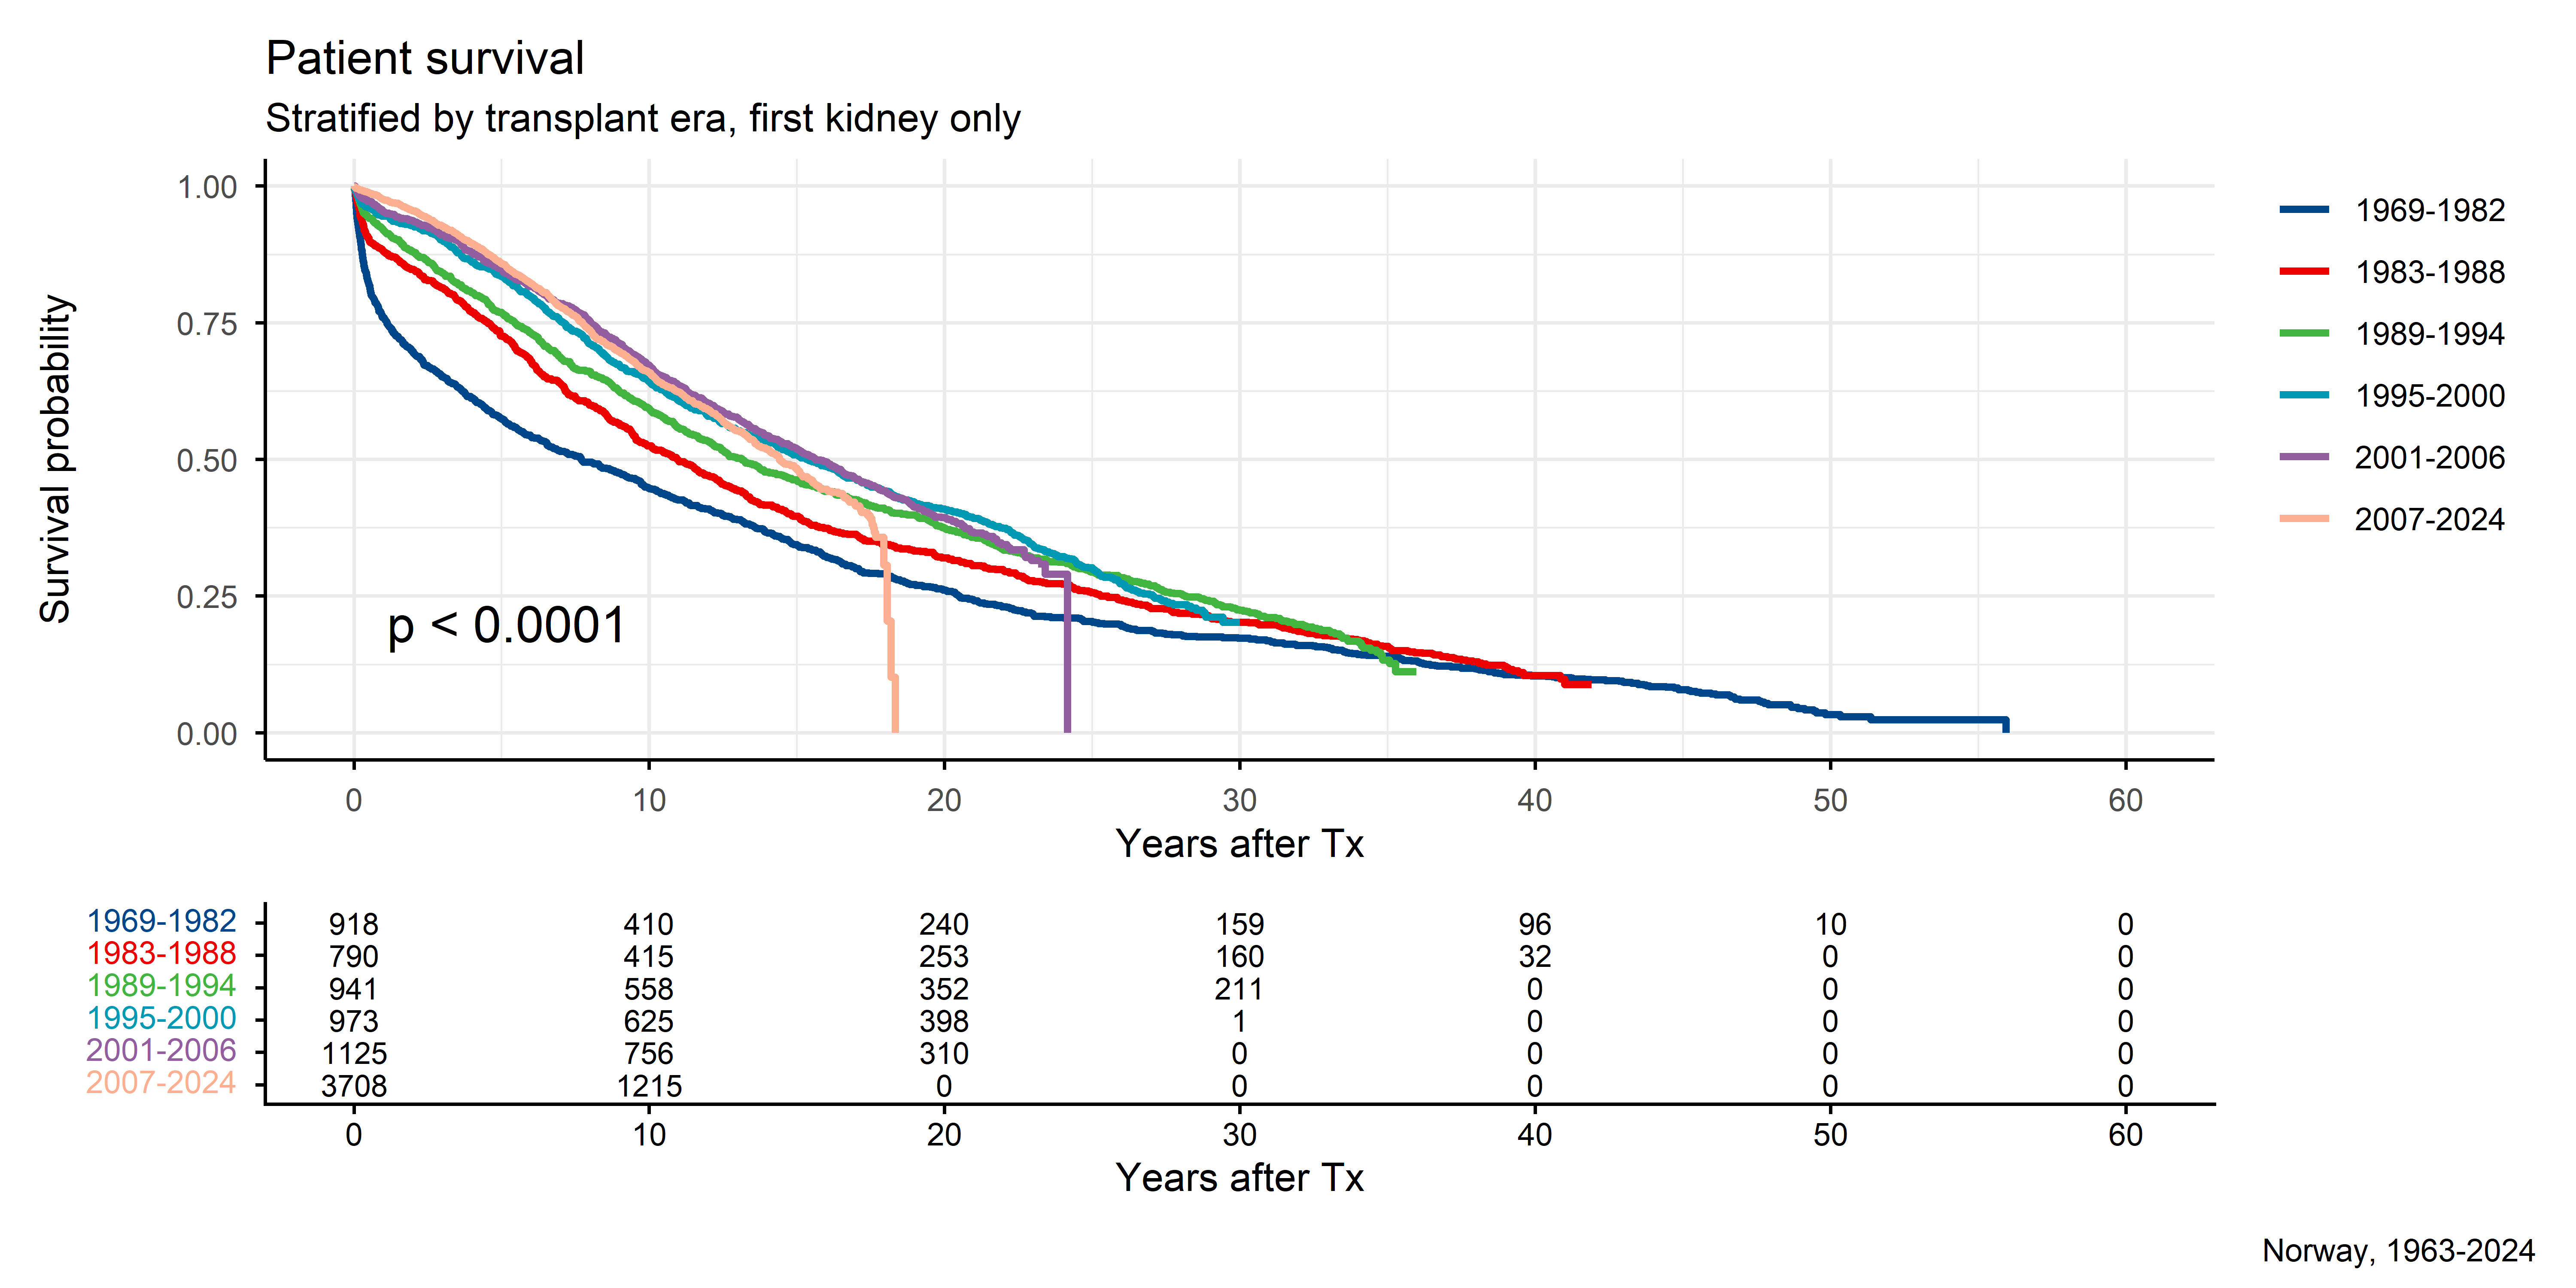 Patient survival
Stratified by transplant era, first kidney only
Survival probability
1.00
0.75
0.50
0.25
0.00
p < 0.0001
0 10 20 30 40 50 60
Years after Tx
1969-1982
1983-1988
1989-1994
1995-2000
2001-2006
2007-2024
1969-1982 918 410 240 159 96 10 0
1983-1988 790 415 253 160 32 0 0
1989-1994 941 558 352 211 0 0 0
1995-2000 973 625 398 1 0 0 0
2001-2006 1125 756 310 0 0 0 0
2007-2024 3708 1215 0 0 0 0 0
0 10 20 30 40 50 60
Years after Tx
Norway, 1963-2024